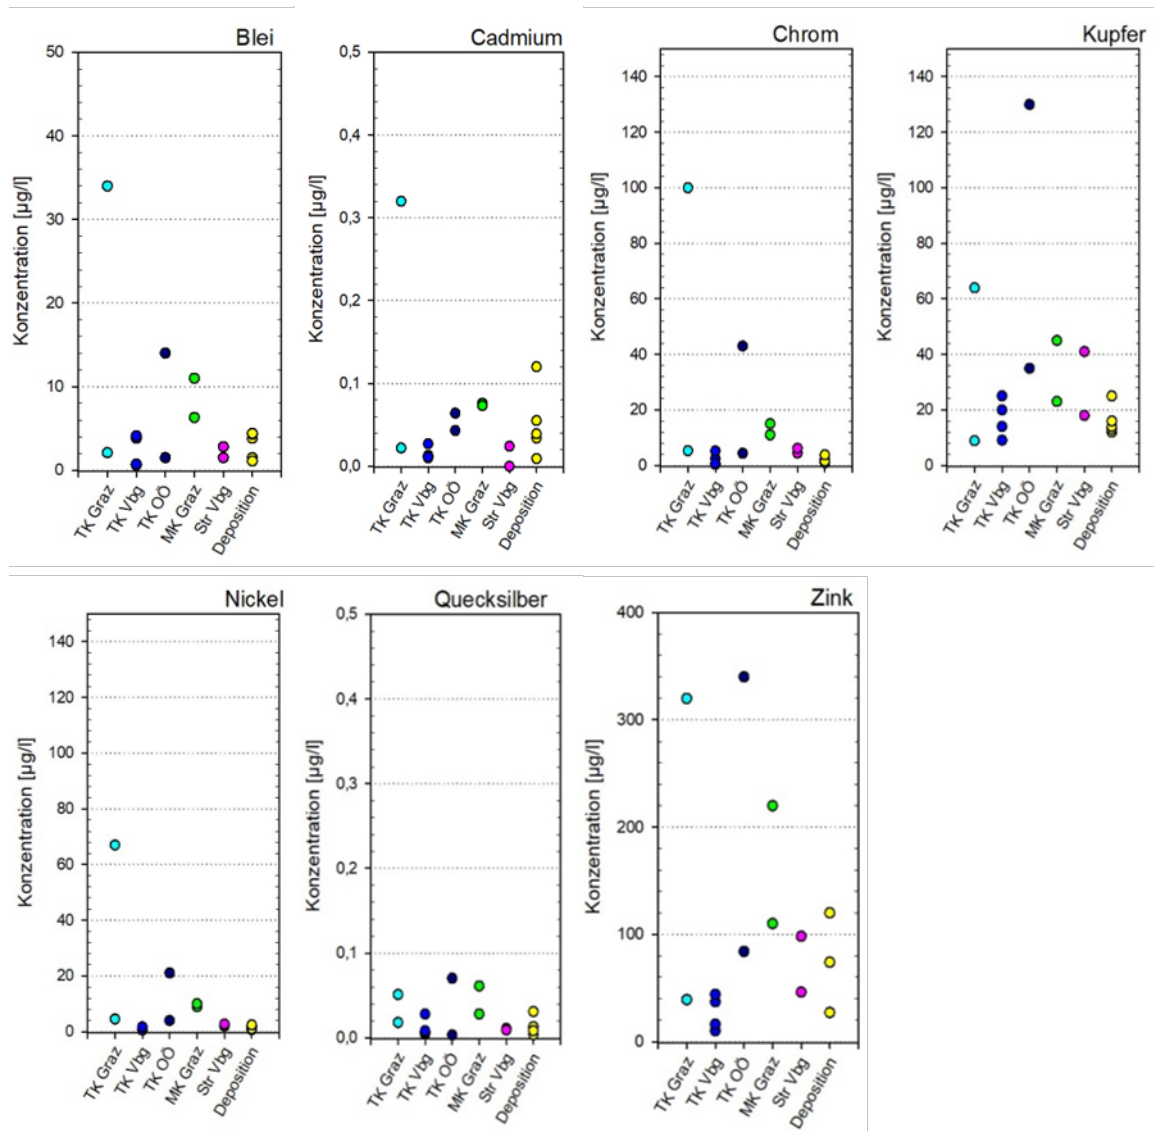 Blei
Konzentration [µg/l]
50
40
30
20
10
0
TK Graz
TK Vbg
TK OÖ
MK Graz
Str Vbg
Deposition
Cadmium
Konzentration [µg/l]
0,5
0,4
0,3
0,2
0,1
0,0
TK Graz
TK Vbg
TK OÖ
MK Graz
Str Vbg
Deposition
Chrom
Konzentration [µg/l]
140
120
100
80
60
40
20
0
TK Graz
TK Vbg
TK OÖ
MK Graz
Str Vbg
Deposition
Kupfer
Konzentration [µg/l]
140
120
100
80
60
40
20
0
TK Graz
TK Vbg
TK OÖ
MK Graz
Str Vbg
Deposition
Nickel
Konzentration [µg/l]
140
120
100
80
60
40
20
0
TK Graz
TK Vbg
TK OÖ
MK Graz
Str Vbg
Deposition
Quecksilber
Konzentration [µg/l]
0,5
0,4
0,3
0,2
0,1
0,0
TK Graz
TK Vbg
TK OÖ
MK Graz
Str Vbg
Deposition
Zink
Konzentration [µg/l]
400
300
200
100
0
TK Graz
TK Vbg
TK OÖ
MK Graz
Str Vbg
Deposition